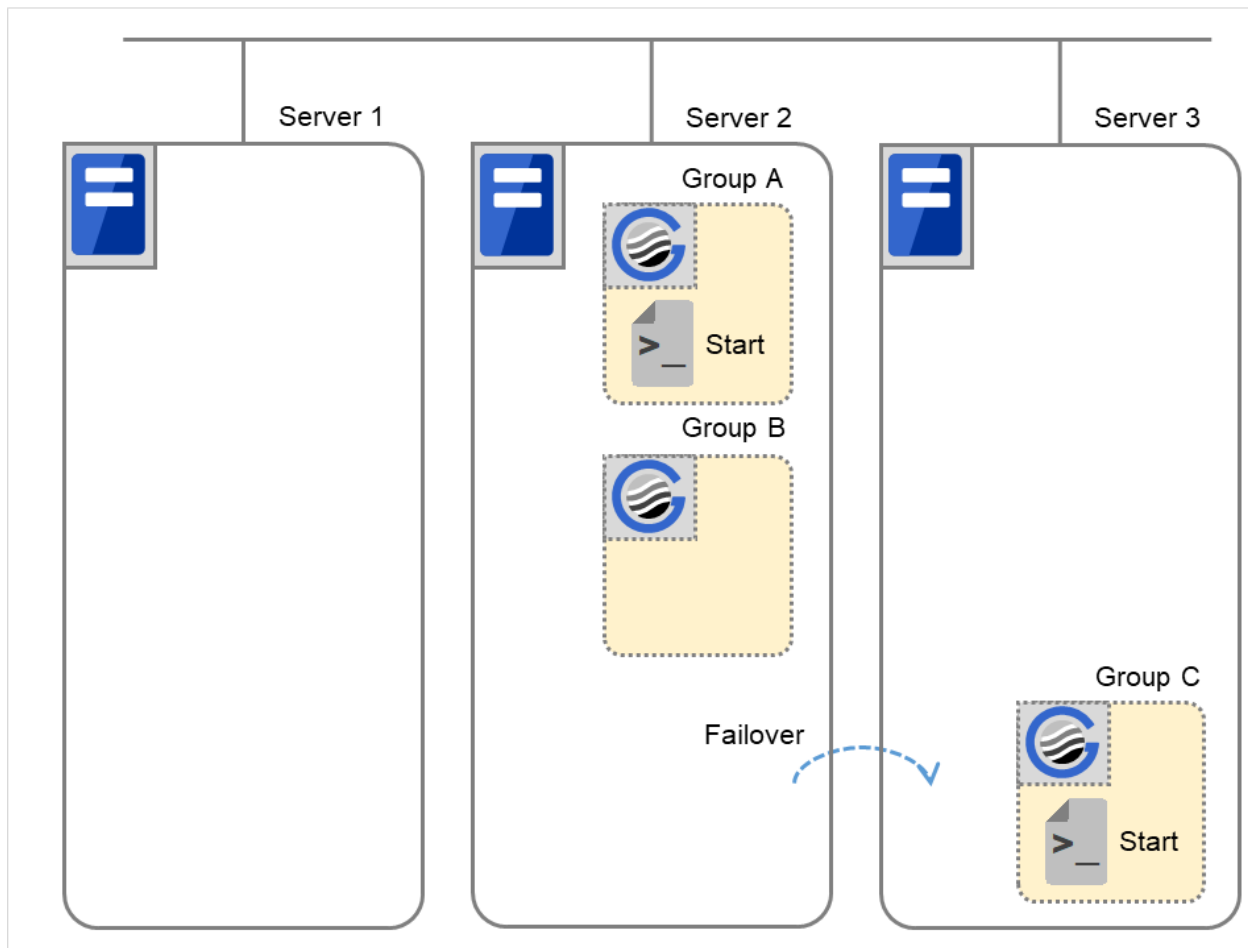 Server 1
Server 2
Server 3
Group A
>_ Start
Group B
Group C
Failover
>_ Start